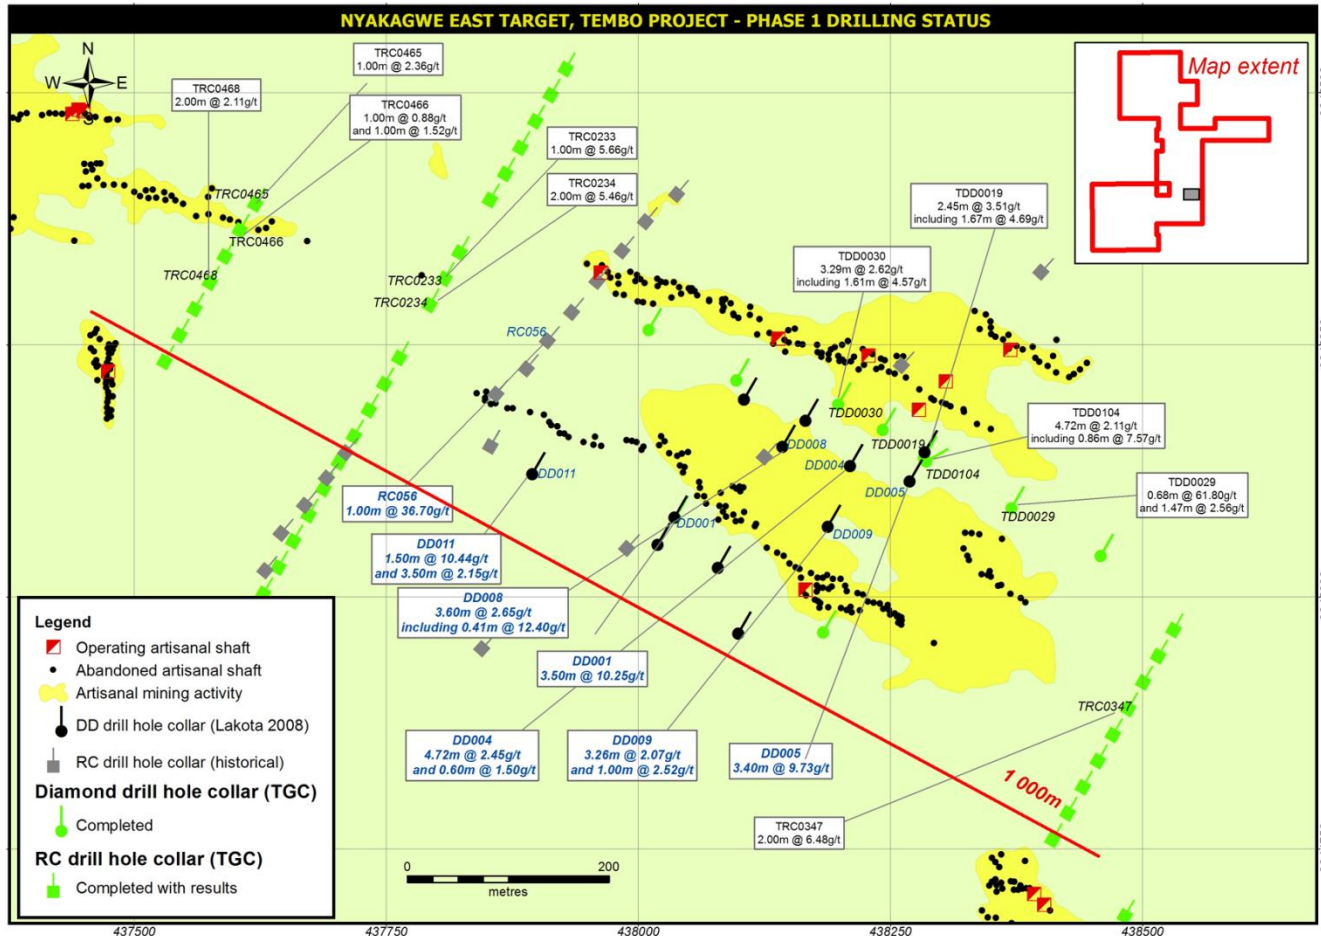 NYAKAGWE EAST TARGET, TEMBO PROJECT - PHASE 1 DRILLING STATUS
N
W E
S
TRC0465
1.00m @ 2.36g/t
TRC0468
2.00m @ 2.11g/t
TRC0466
1.00m @ 0.88g/t
and 1.00m @ 1.52g/t
TRC0233
1.00m @ 5.66g/t
TRC0234
2.00m @ 5.46g/t
Map extent
TDD0019
2.45m @ 3.51g/t
including 1.67m @ 4.69g/t
TDD0030
3.29m @ 2.62g/t
including 1.61m @ 4.57g/t
TRC0465
TRC0466
TRC0468
TRC0233
TRC0234
RC056
TDD0030
TDD0019
TDD0104
TDD0104
4.72m @ 2.11g/t
including 0.86m @ 7.57g/t
TDD0029
0.68m @ 61.80g/t
and 1.47m @ 2.56g/t
TDD0029
DD008
DD004
DD005
DD011
DD001
DD009
RC056
1.00m @ 36.70g/t
DD011
1.50m @ 10.44g/t
and 3.50m @ 2.15g/t
DD008
3.60m @ 2.65g/t
including 0.41m @ 12.40g/t
DD001
3.50m @ 10.25g/t
DD004
4.72m @ 2.45g/t
and 0.60m @ 1.50g/t
DD009
3.26m @ 2.07g/t
and 1.00m @ 2.52g/t
DD005
3.40m @ 9.73g/t
TRC0347
1 000m
TRC0347
2.00m @ 6.48g/t
Legend
Operating artisanal shaft
Abandoned artisanal shaft
Artisanal mining activity
DD drill hole collar (Lakota 2008)
RC drill hole collar (historical)
Diamond drill hole collar (TGC)
Completed
RC drill hole collar (TGC)
Completed with results
0 200
metres
437500 437750 438000 438250 438500